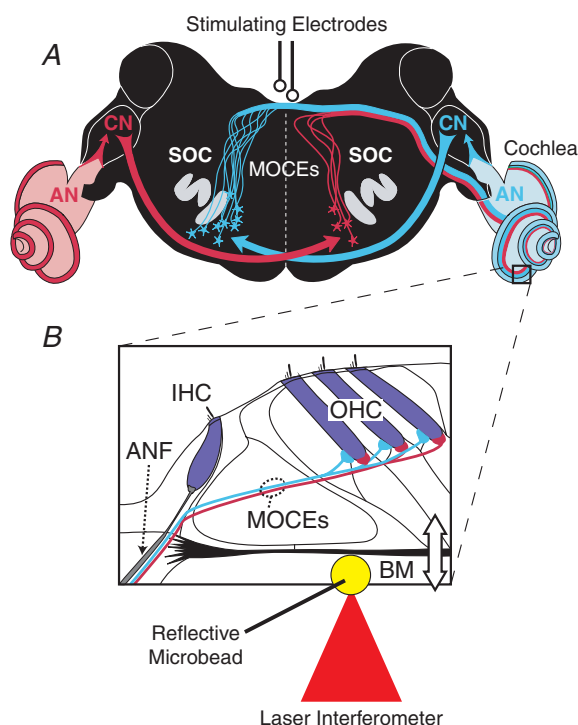 Stimulating Electrodes
A
CN
CN
SOC
SOC
MOCEs
Cochlea
AN
AN
B
IHC
OHC
ANF
MOCEs
BM
Reflective
Microbead
Laser Interferometer